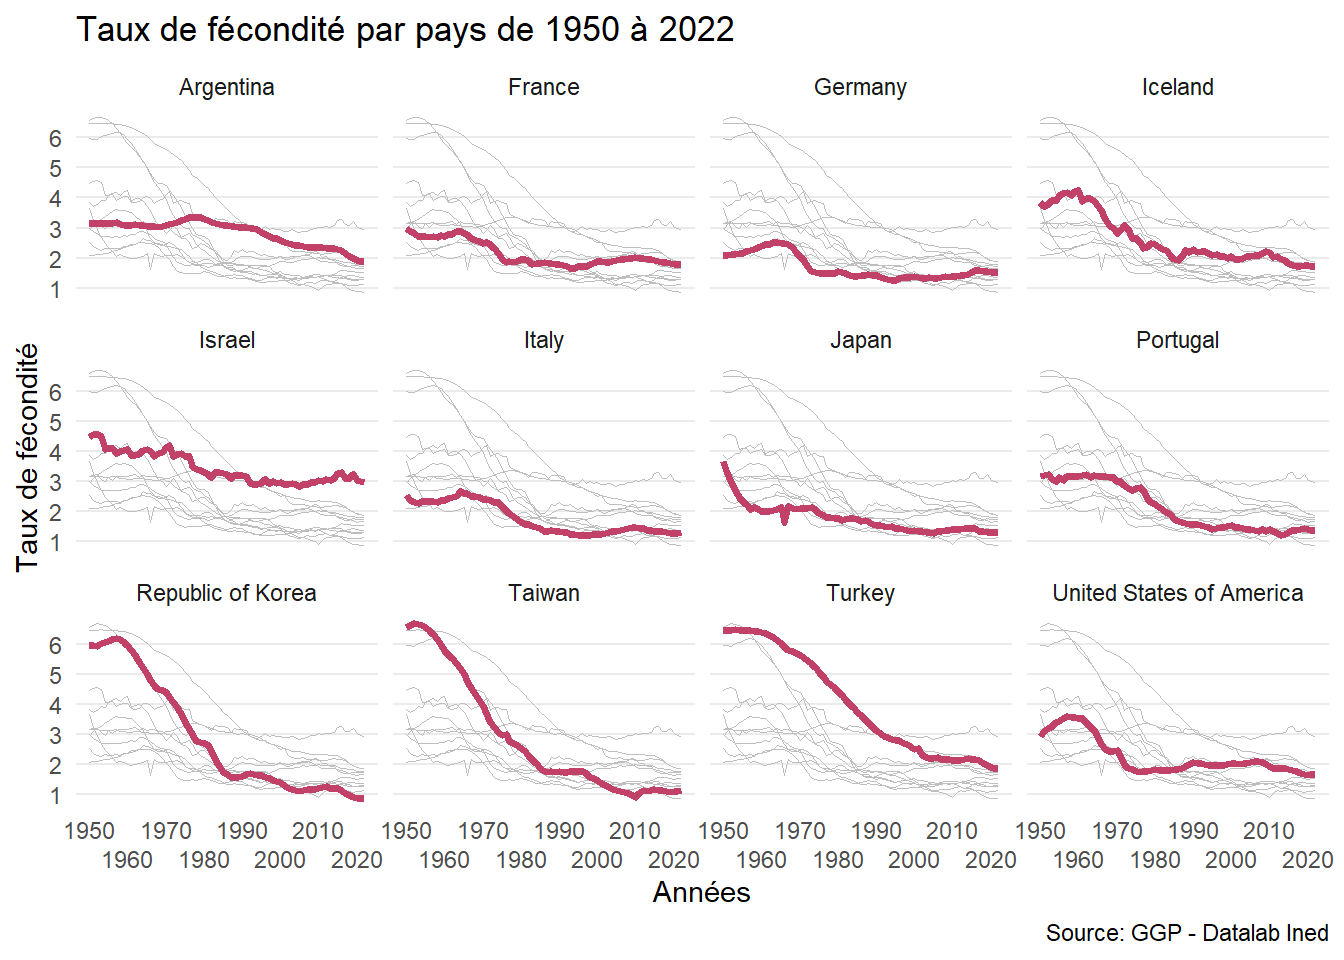 Taux de fécondité par pays de 1950 à 2022
Argentina France Germany Iceland
6
5
4
3
2
1
Israel Italy Japan Portugal
6
5
4
3
2
1
Taux de fécondité
Republic of Korea Taiwan Turkey United States of America
6
5
4
3
2
1
1950 1970 1990 2010 1950 1970 1990 2010 1950 1970 1990 2010 1950 1970 1990 2010
1960 1980 2000 2020 1960 1980 2000 2020 1960 1980 2000 2020 1960 1980 2000 2020
Années
Source: GGP - Datalab Ined